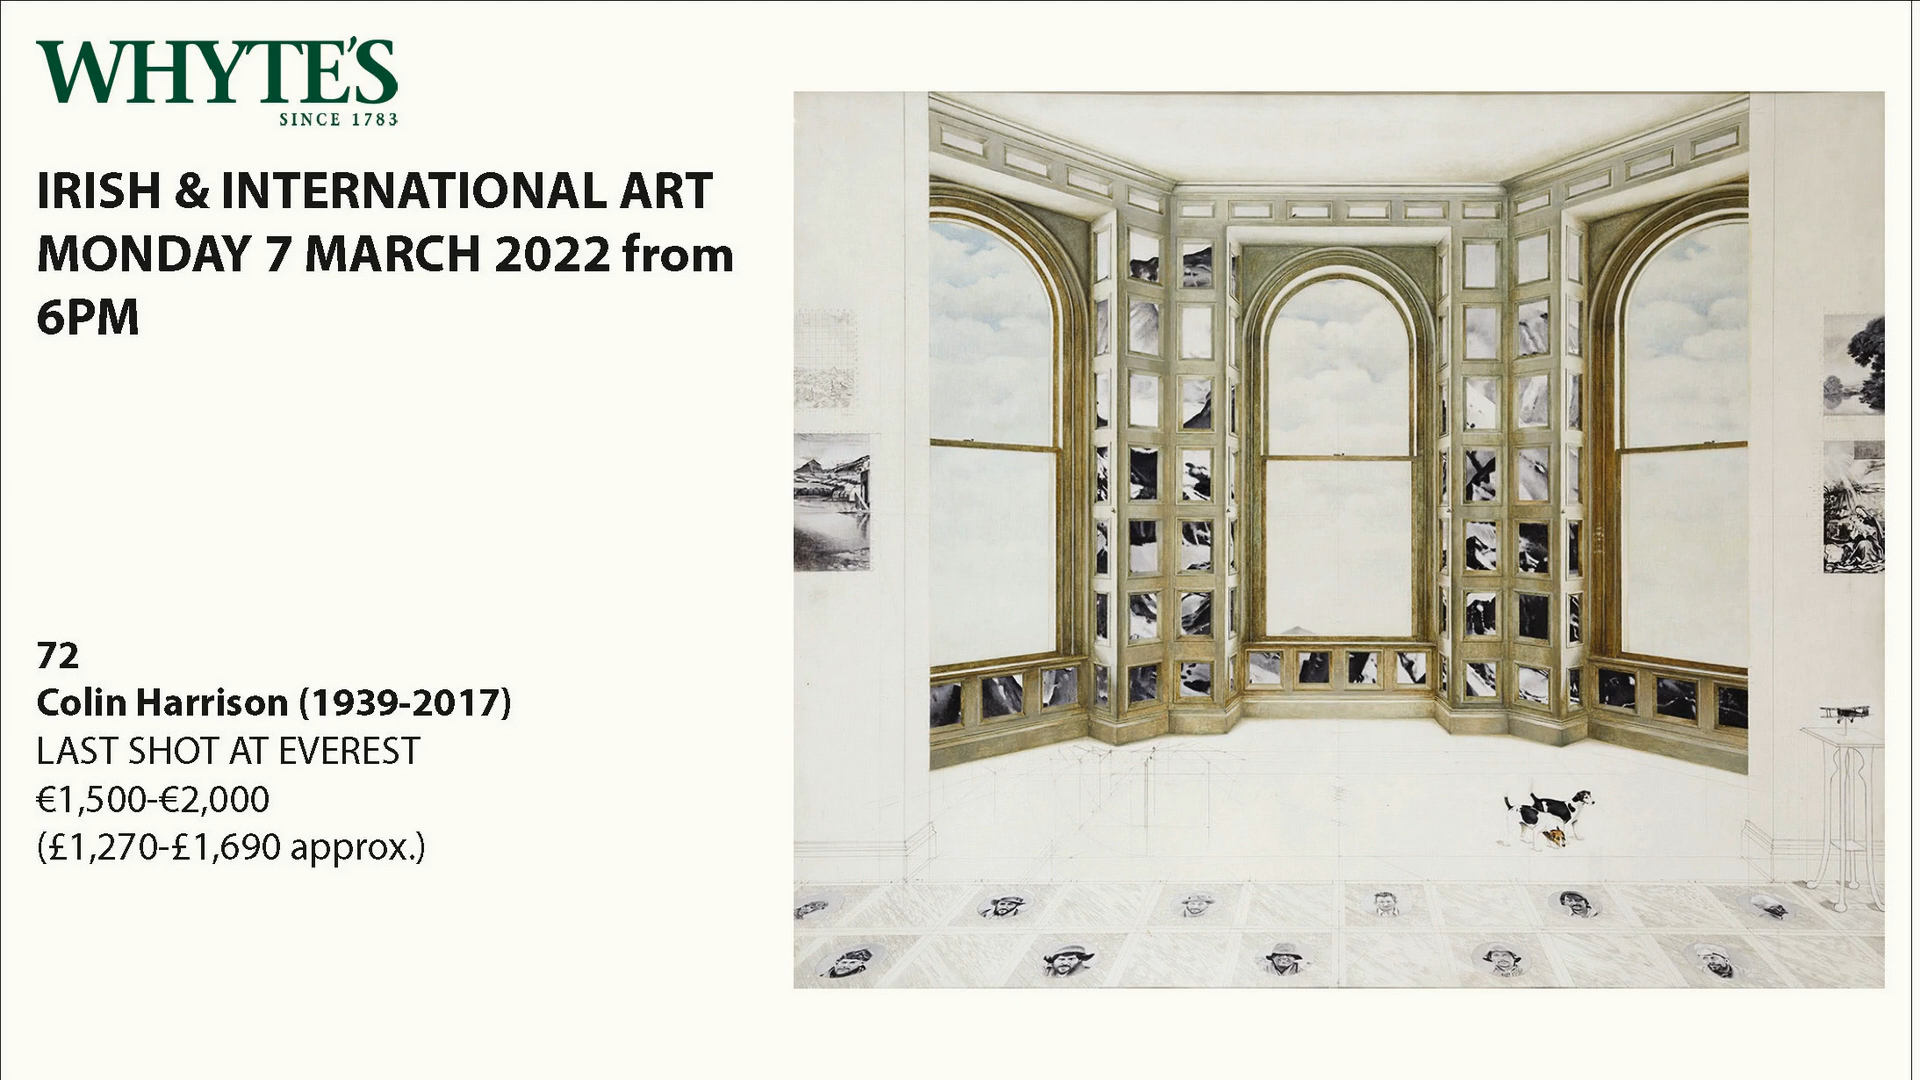 WHYTE'S
SINCE 1783
IRISH & INTERNATIONAL ART
MONDAY 7 MARCH 2022 from
6PM
72
Colin Harrison (1939-2017)
LAST SHOT AT EVEREST
€1,500-€2,000
(£1,270-£1,690 approx.)